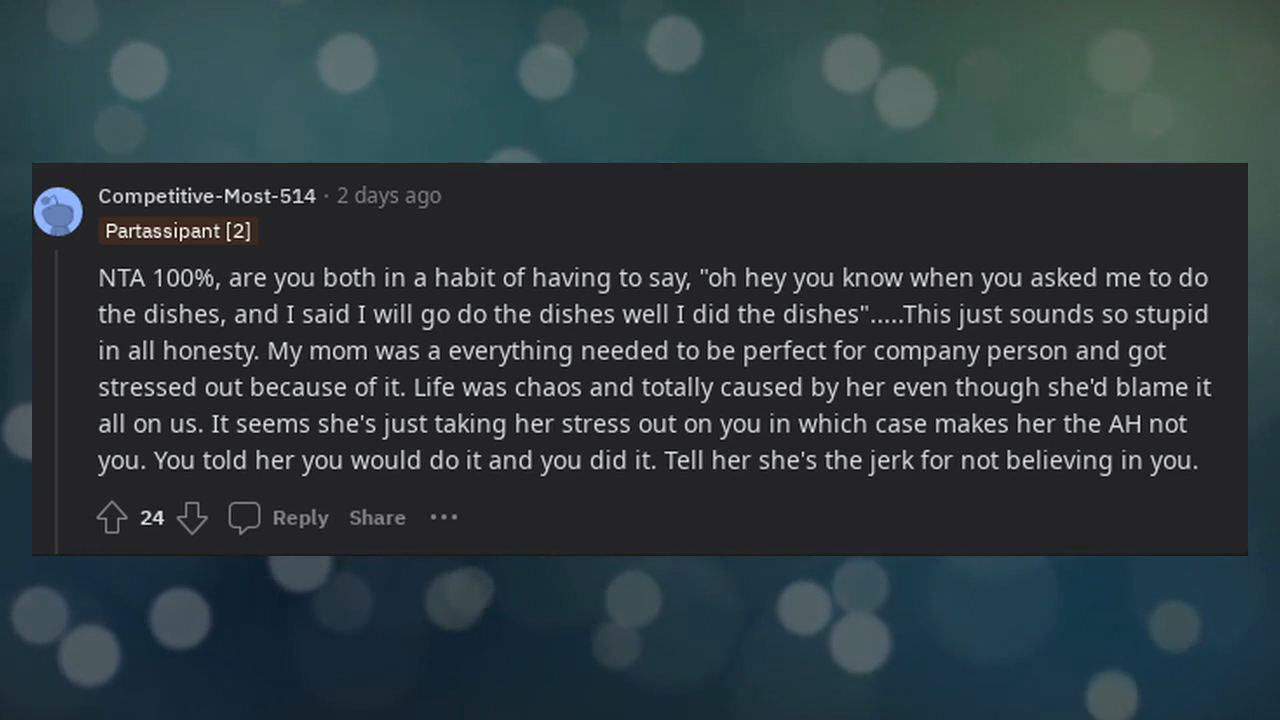 Competitive-Most-514 · 2 days ago
Partassipant [2]
NTA 100%, are you both in a habit of having to say, "oh hey you know when you asked me to do
the dishes, and I said I will go do the dishes well I did the dishes".....This just sounds so stupid
in all honesty. My mom was a everything needed to be perfect for company person and got
stressed out because of it. Life was chaos and totally caused by her even though she'd blame it
all on us. It seems she's just taking her stress out on you in which case makes her the AH not
you. You told her you would do it and you did it. Tell her she's the jerk for not believing in you.
24 Reply Share ···